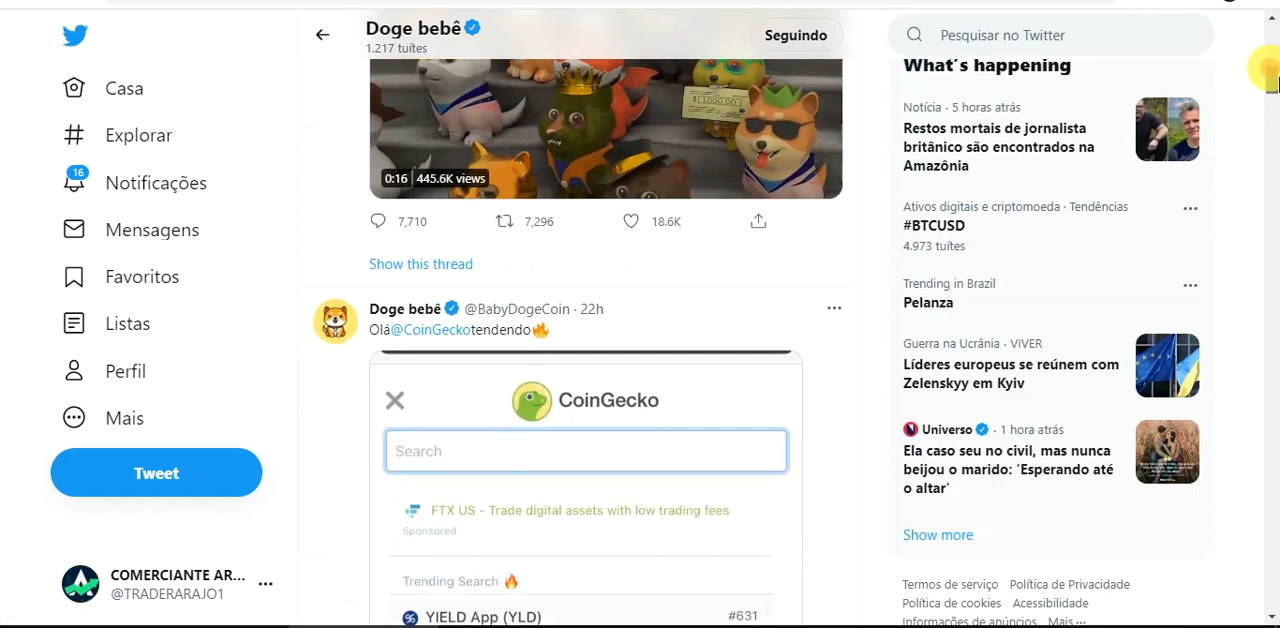 Doge bebê
1.217 tuítes
Seguindo
Pesquisar no Twitter
Casa
Explorar
16
Notificações
Mensagens
Favoritos
Listas
Perfil
Mais
Tweet
COMERCIANTE AR...
@TRADERARAJO1
0:16 445.6K views
7,710
7,296
18.6K
Show this thread
Doge bebê @BabyDogeCoin · 22h
Olá@CoinGeckotendendo
CoinGecko
Search
FTX US - Trade digital assets with low trading fees
Sponsored
Trending Search
YIELD App (YLD) #631
What's happening
Notícia · 5 horas atrás
Restos mortais de jornalista
britânico são encontrados na
Amazônia
Ativos digitais e criptomoeda · Tendências
#BTCUSD
4.973 tuítes
Trending in Brazil
Pelanza
Guerra na Ucrânia · VIVER
Líderes europeus se reúnem com
Zelenskyy em Kyiv
Universo · 1 hora atrás
Ela caso seu no civil, mas nunca
beijou o marido: 'Esperando até
o altar'
Show more
Termos de serviço Política de Privacidade
Política de cookies Acessibilidade
Informações de anúncios Mais ...